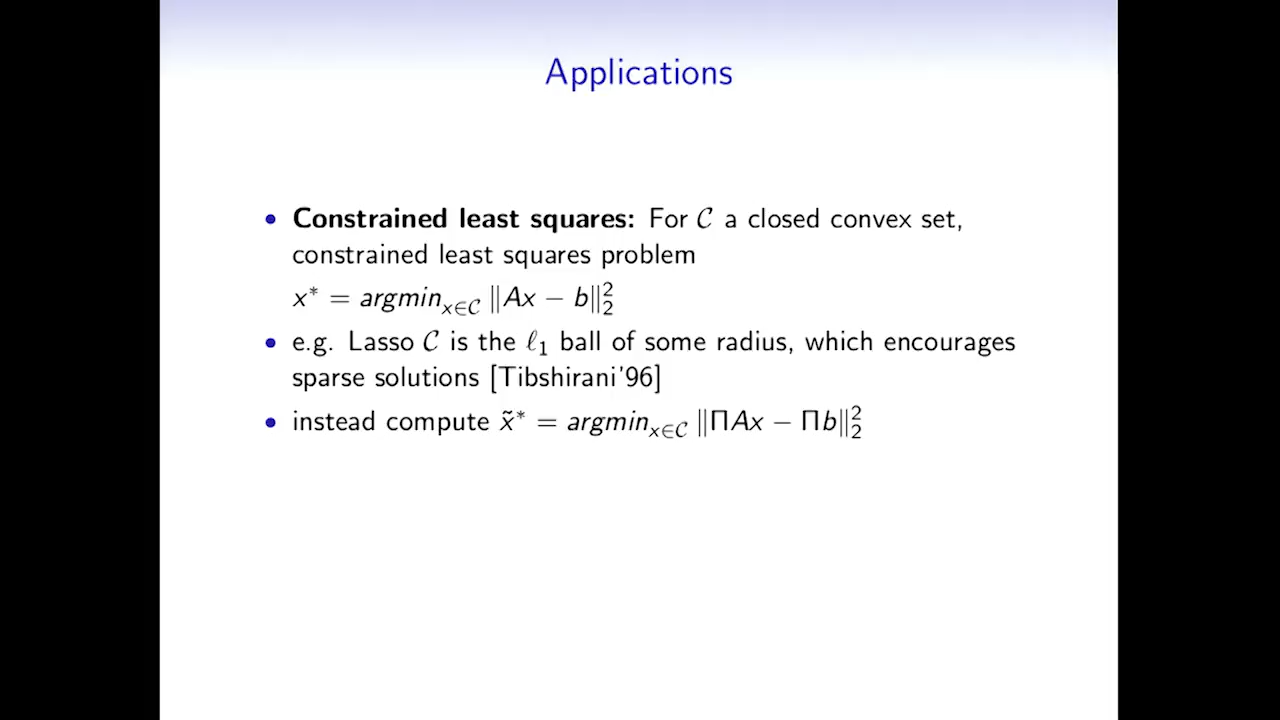 Applications
• Constrained least squares: For 𝒞 a closed convex set,
constrained least squares problem
x* = argmin_{x∈𝒞} ‖Ax − b‖₂²
• e.g. Lasso 𝒞 is the ℓ₁ ball of some radius, which encourages
sparse solutions [Tibshirani'96]
• instead compute x̃* = argmin_{x∈𝒞} ‖ΠAx − Πb‖₂²